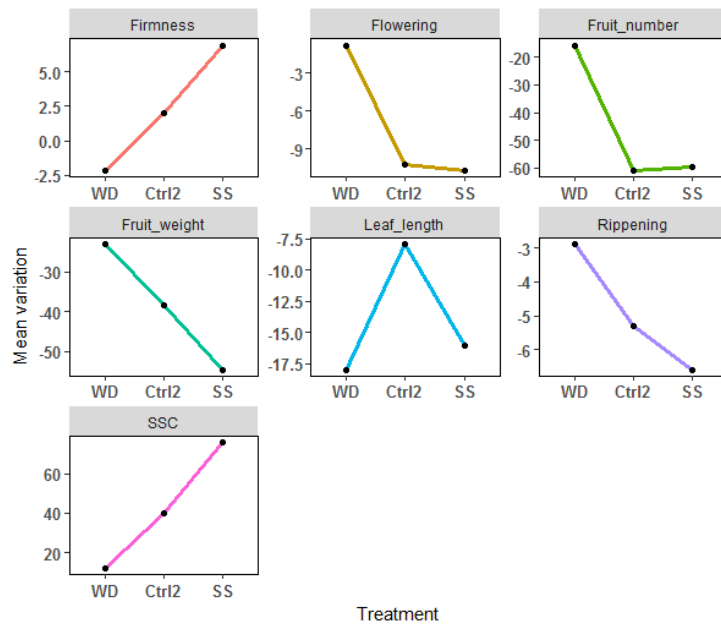 Firmness
Flowering
Fruit_number
5.0
2.5
0.0
-2.5
-3
-6
-9
-20
-30
-40
-50
-60
WD Ctrl2 SS
WD Ctrl2 SS
WD Ctrl2 SS
Fruit_weight
Leaf_length
Rippening
-30
-40
-50
-7.5
-10.0
-12.5
-15.0
-17.5
-3
-4
-5
-6
WD Ctrl2 SS
WD Ctrl2 SS
WD Ctrl2 SS
Mean variation
SSC
60
40
20
WD Ctrl2 SS
Treatment